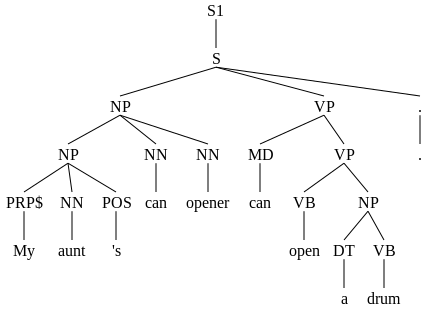 S1
S
NP VP .
NP NN NN MD VP
PRP$ NN POS can opener can VB NP
My aunt 's open DT VB
a drum
.